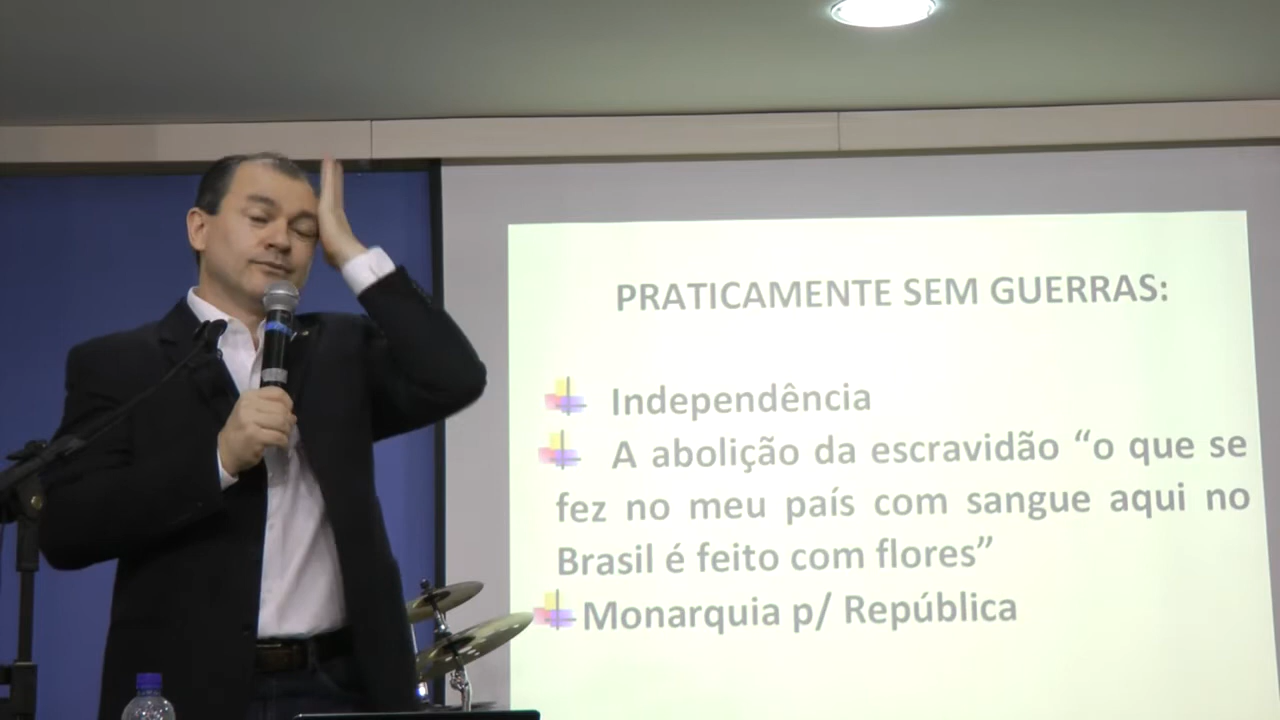 PRATICAMENTE SEM GUERRAS:
Independência
A abolição da escravidão “o que se
fez no meu país com sangue aqui no
Brasil é feito com flores”
Monarquia p/ República